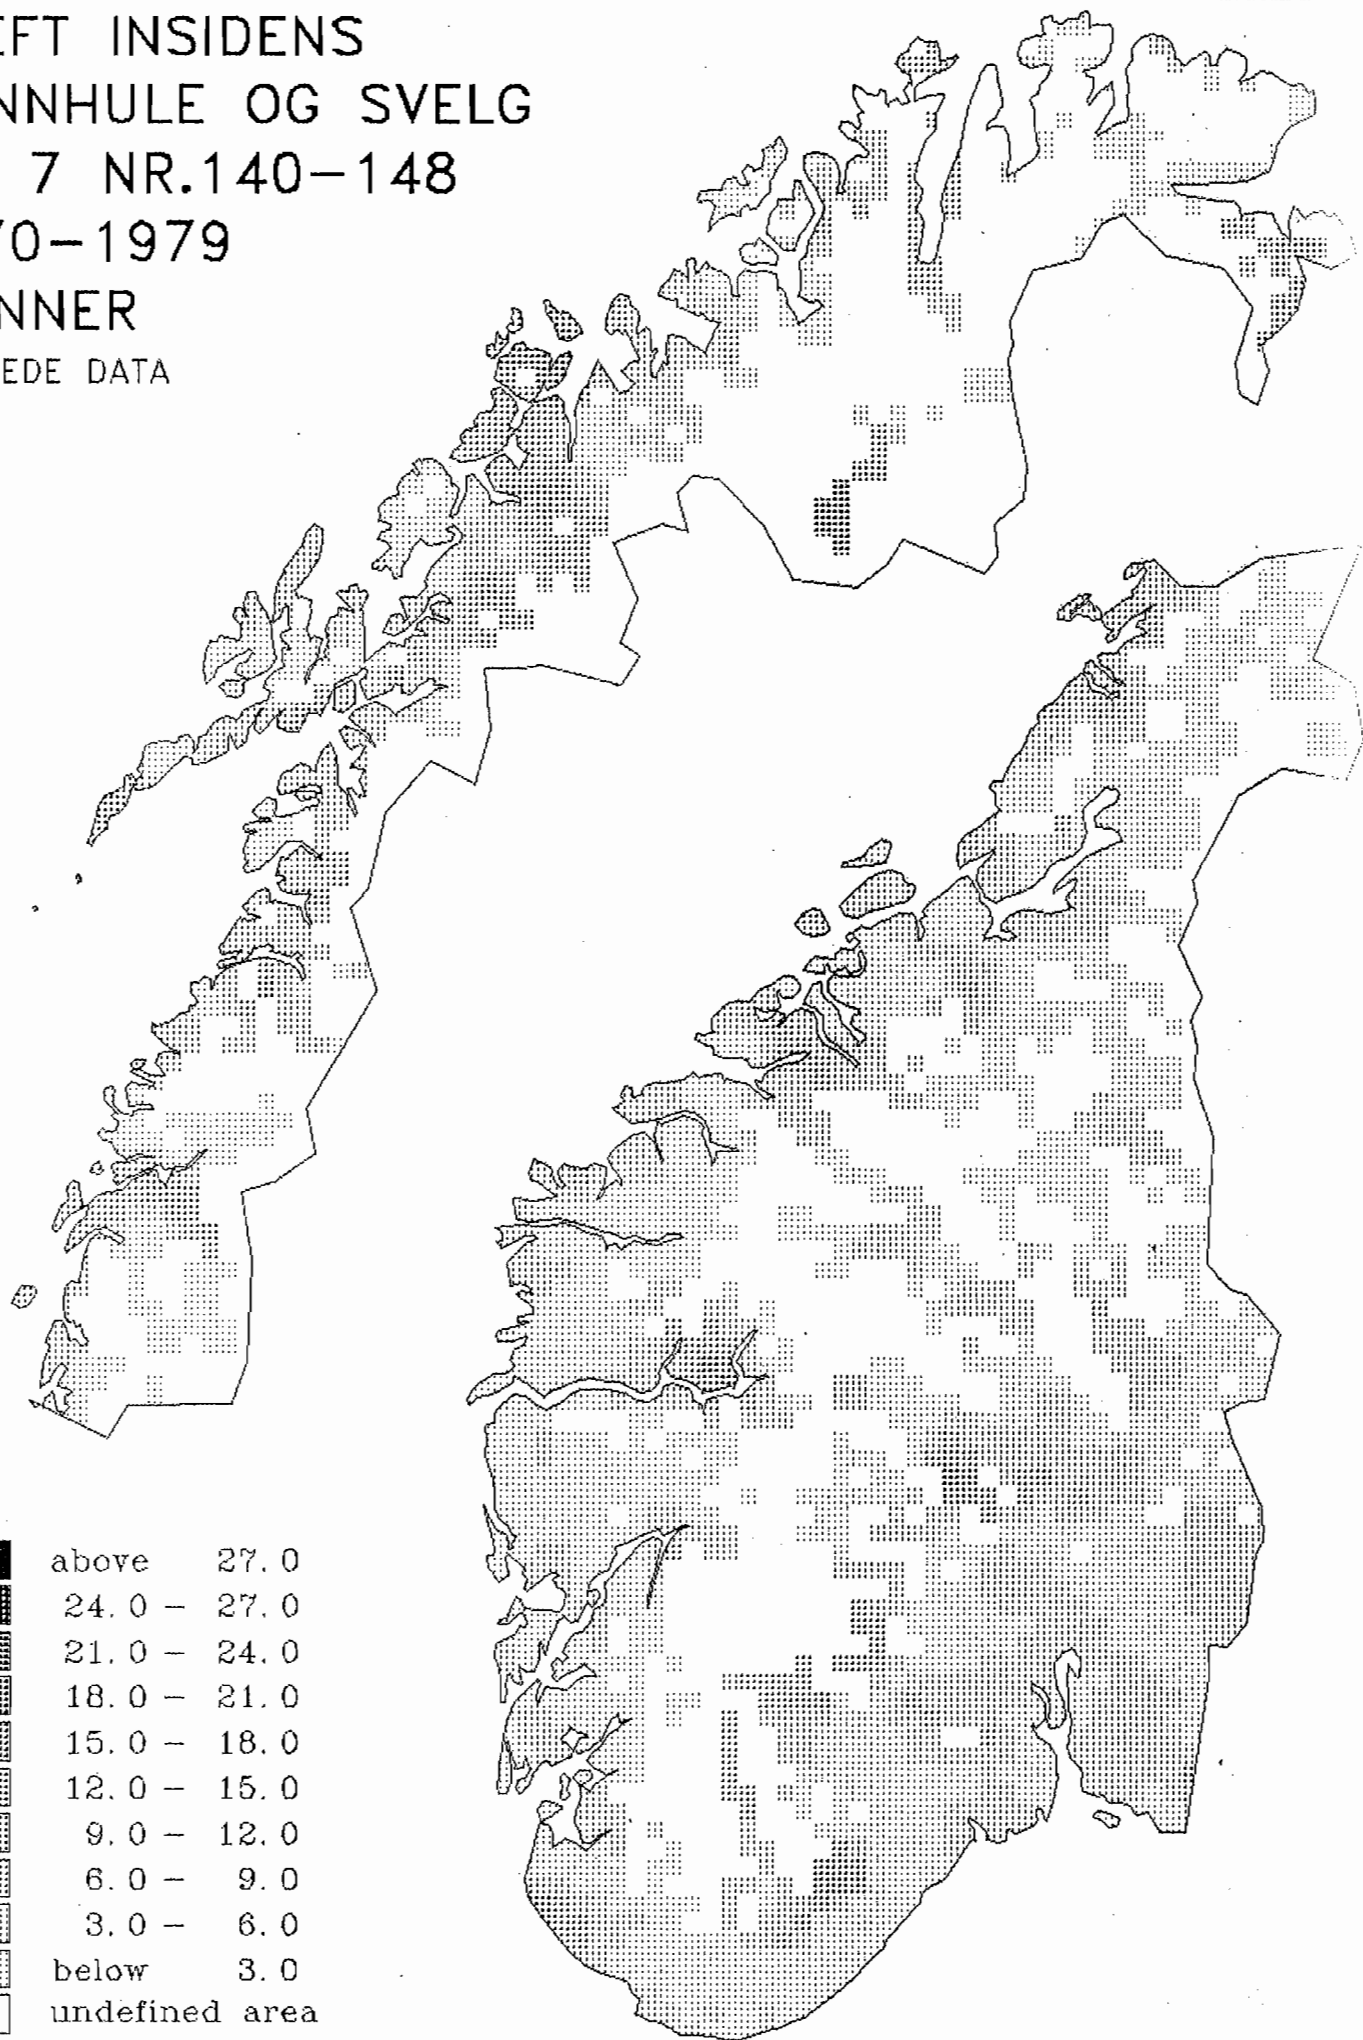 EFT INSIDENS
NNHULE OG SVELG
7 NR.140-148
70-1979
NNER
EDE DATA
above 27.0
24.0 - 27.0
21.0 - 24.0
18.0 - 21.0
15.0 - 18.0
12.0 - 15.0
9.0 - 12.0
6.0 - 9.0
3.0 - 6.0
below 3.0
undefined area